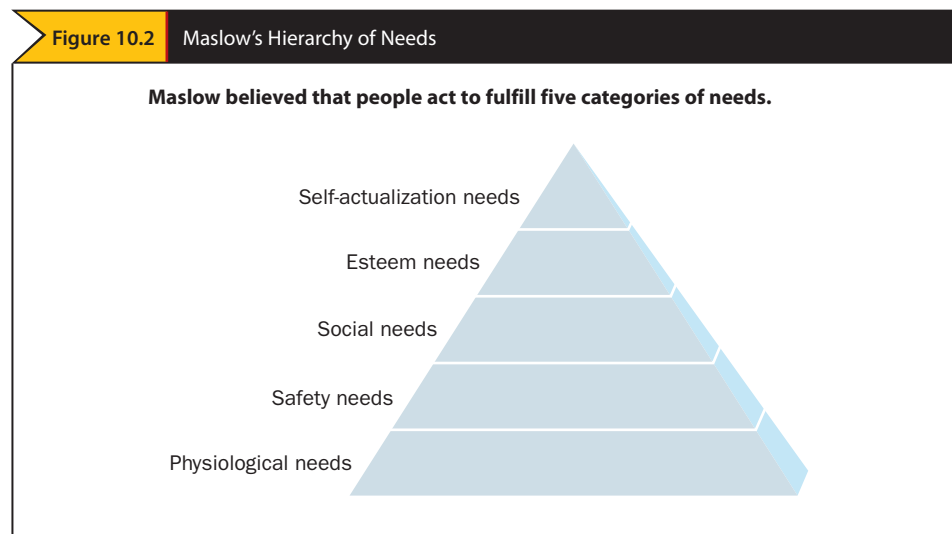 Figure 10.2
Maslow's Hierarchy of Needs
Maslow believed that people act to fulfill five categories of needs.
Self-actualization needs
Esteem needs
Social needs
Safety needs
Physiological needs